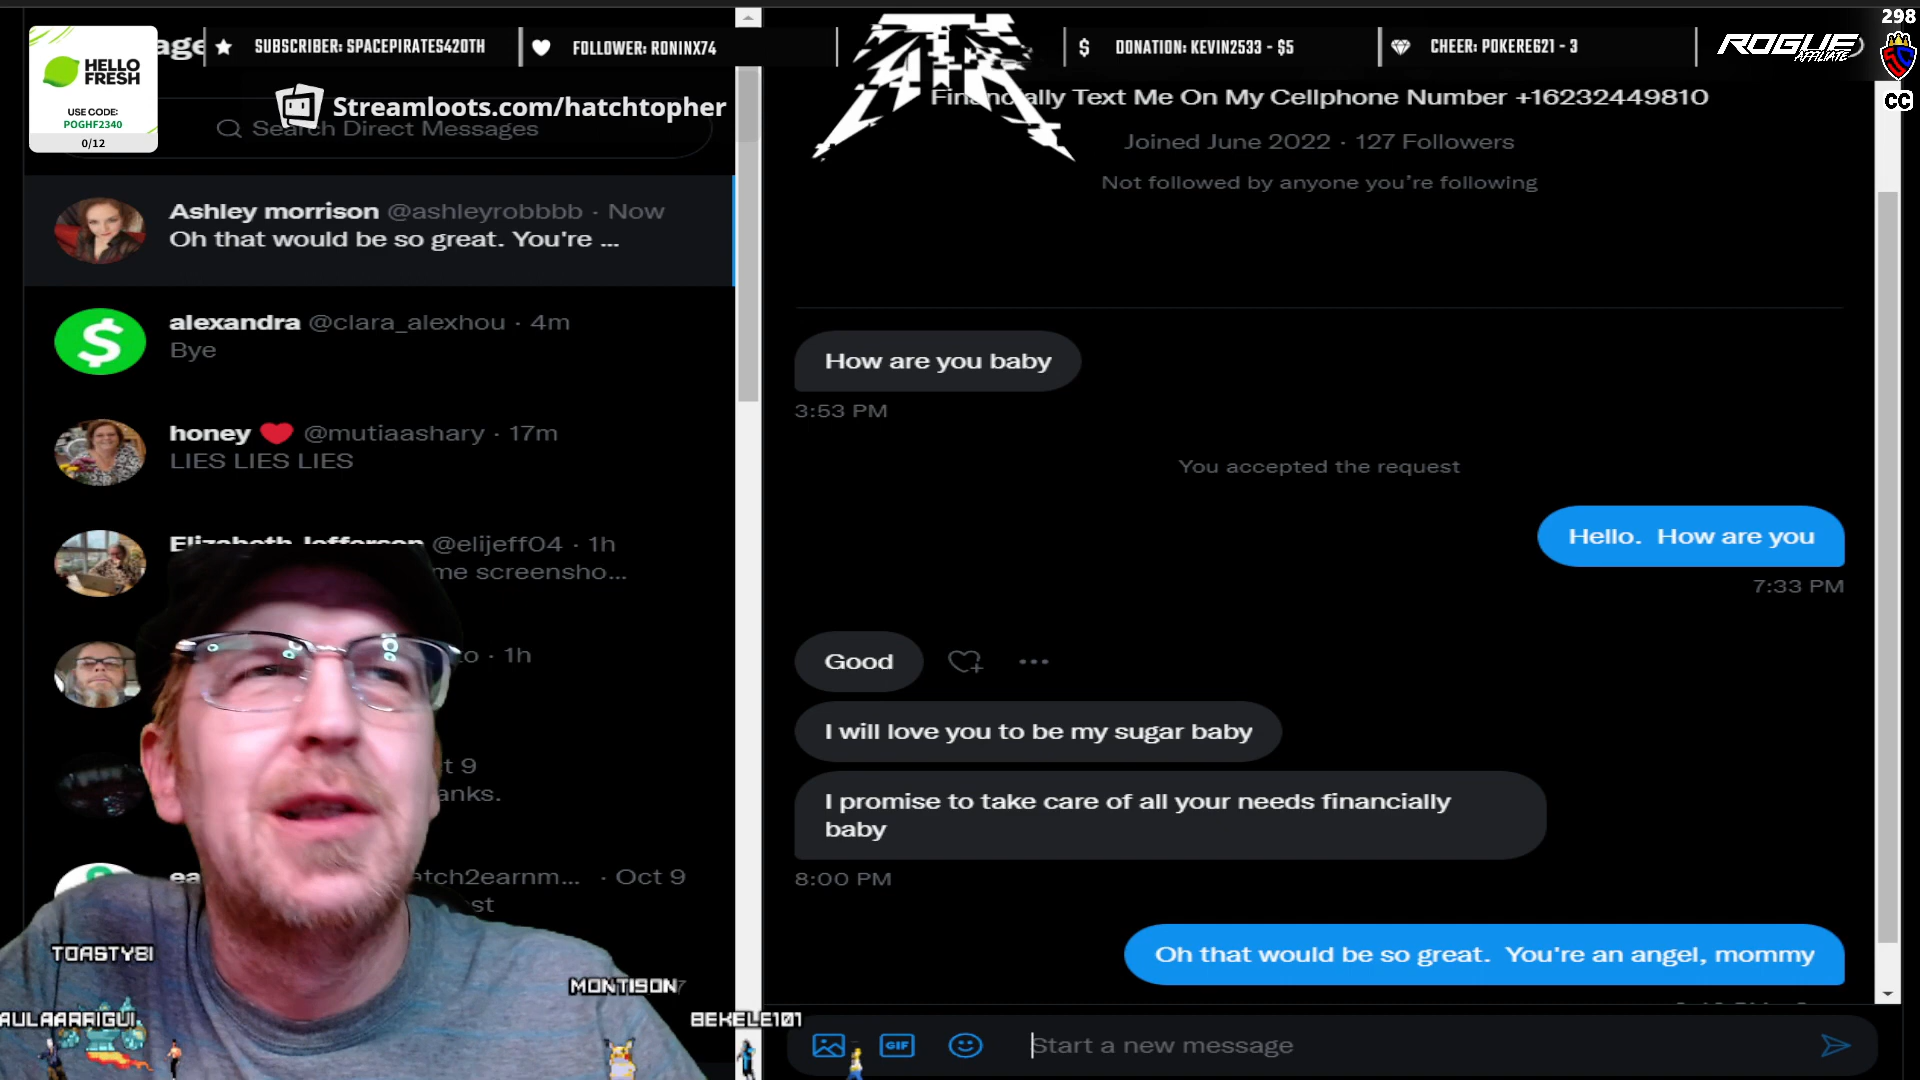 298
SUBSCRIBER: SPACEPIRATES420TH
FOLLOWER: RONINX74
DONATION: KEVIN2533 - $5
CHEER: POKERE621 - 3
ROGUE
AFFILIATE
CC
HELLO
FRESH
USE CODE:
POGHF2340
0/12
Streamloots.com/hatchtopher
Search Direct Messages
Financially Text Me On My Cellphone Number +16232449810
Joined June 2022 · 127 Followers
Not followed by anyone you're following
Ashley morrison @ashleyrobbbb · Now
Oh that would be so great. You're ...
alexandra @clara_alexhou · 4m
Bye
honey @mutiaashary · 17m
LIES LIES LIES
Elizabeth Jefferson @elijeff04 · 1h
me screensho...
· 1h
9
Oct 9
How are you baby
3:53 PM
You accepted the request
Hello. How are you
7:33 PM
Good
I will love you to be my sugar baby
I promise to take care of all your needs financially
baby
8:00 PM
Oh that would be so great. You're an angel, mommy
GIF
Start a new message
TOASTY81
MONTISON7
BEKELE101